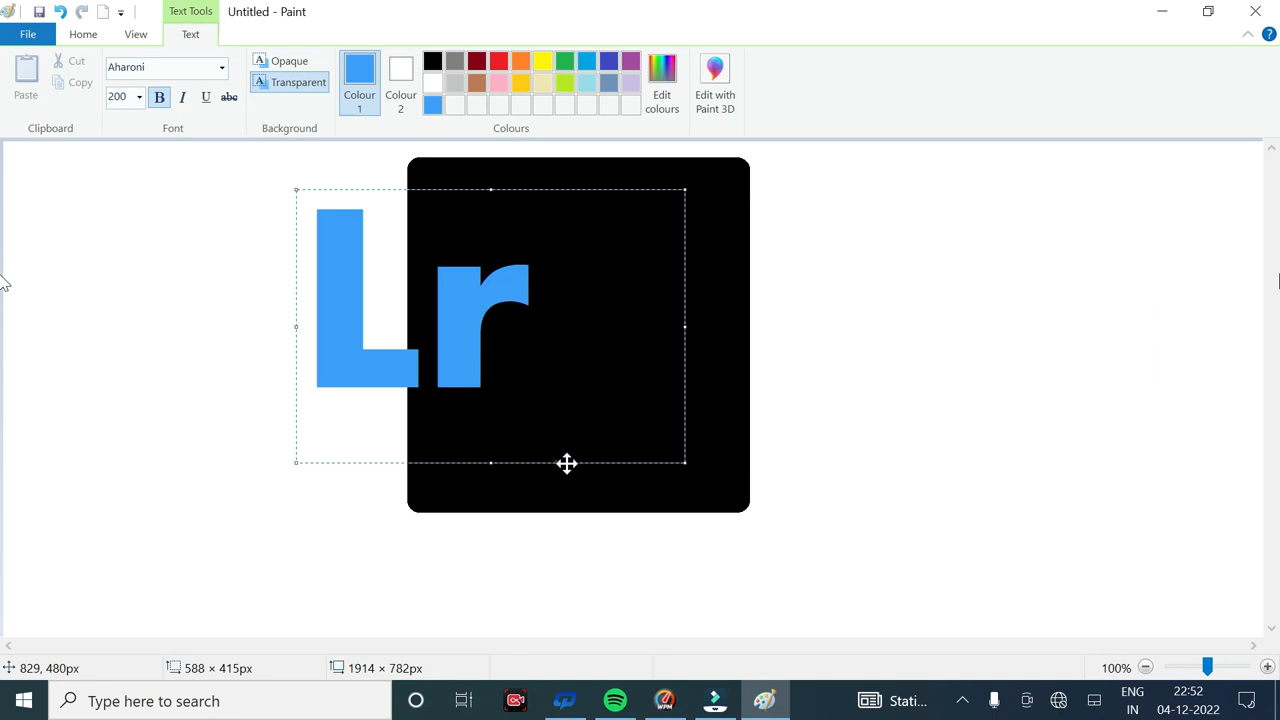 Text Tools
Untitled - Paint
File
Home
View
Text
Paste
Cut
Copy
Clipboard
Aharoni
200
B
I
U
abc
Font
A
Opaque
A
Transparent
Background
Colour
1
Colour
2
Edit
colours
Colours
Edit with
Paint 3D
?
Lr
829, 480px
588 × 415px
1914 × 782px
100%
Type here to search
WPM
Stati...
ENG
IN
22:52
04-12-2022